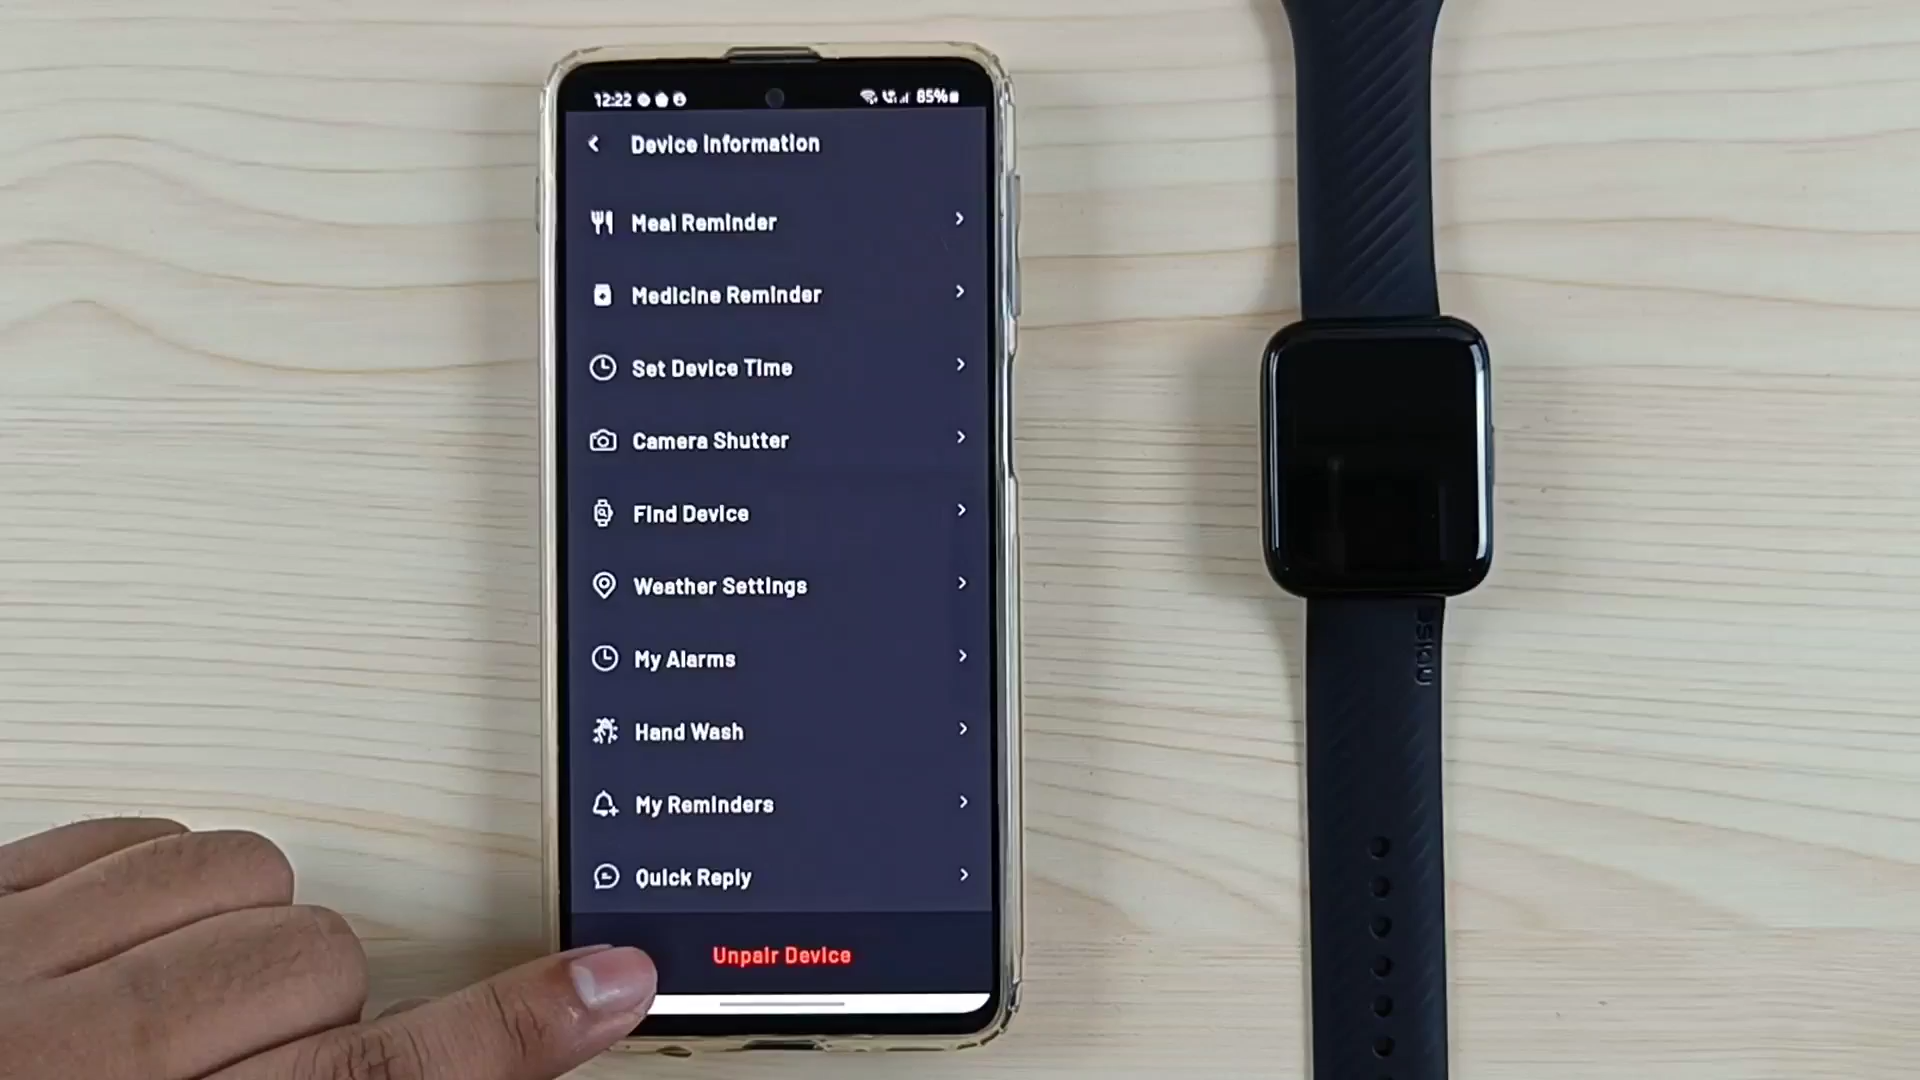 12:22 85%
Device Information
Meal Reminder
Medicine Reminder
Set Device Time
Camera Shutter
Find Device
Weather Settings
My Alarms
Hand Wash
My Reminders
Quick Reply
Unpair Device
noise